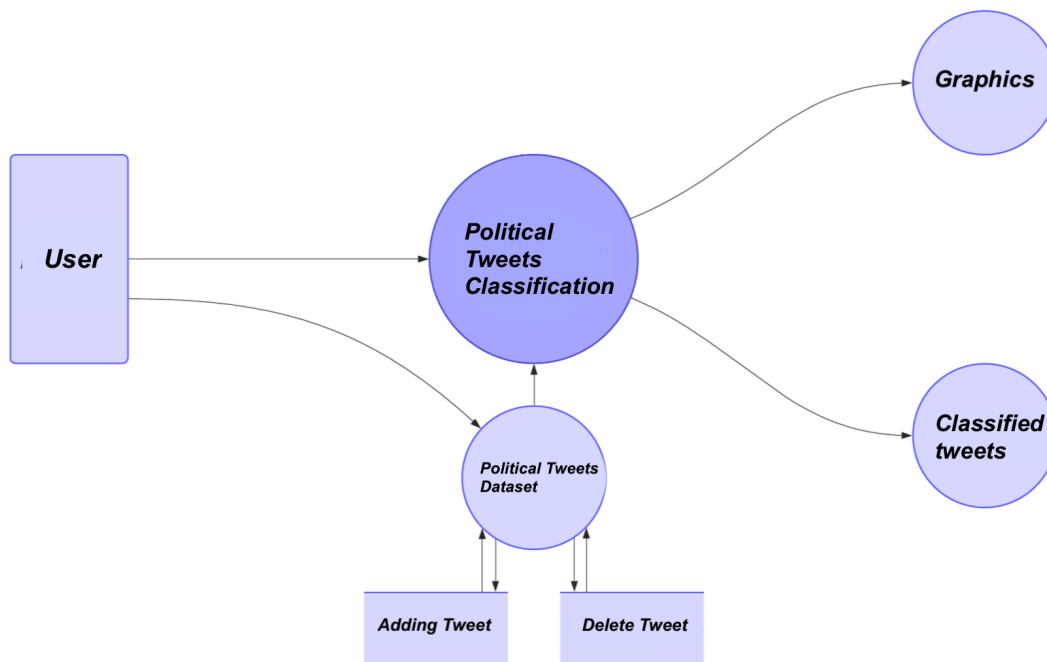 Graphics
User
Political
Tweets
Classification
Classified
tweets
Political Tweets
Dataset
Adding Tweet
Delete Tweet